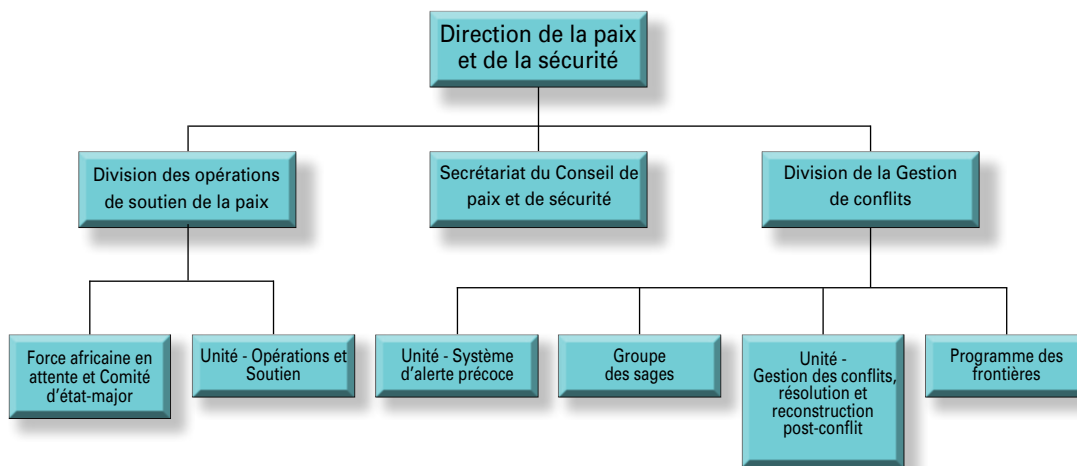 Direction de la paix
et de la sécurité
Division des opérations
de soutien de la paix
Secrétariat du Conseil de
paix et de sécurité
Division de la Gestion
de conflits
Force africaine en
attente et Comité
d'état-major
Unité - Opérations et
Soutien
Unité - Système
d'alerte précoce
Groupe
des sages
Unité -
Gestion des conflits,
résolution et
reconstruction
post-conflit
Programme des
frontières